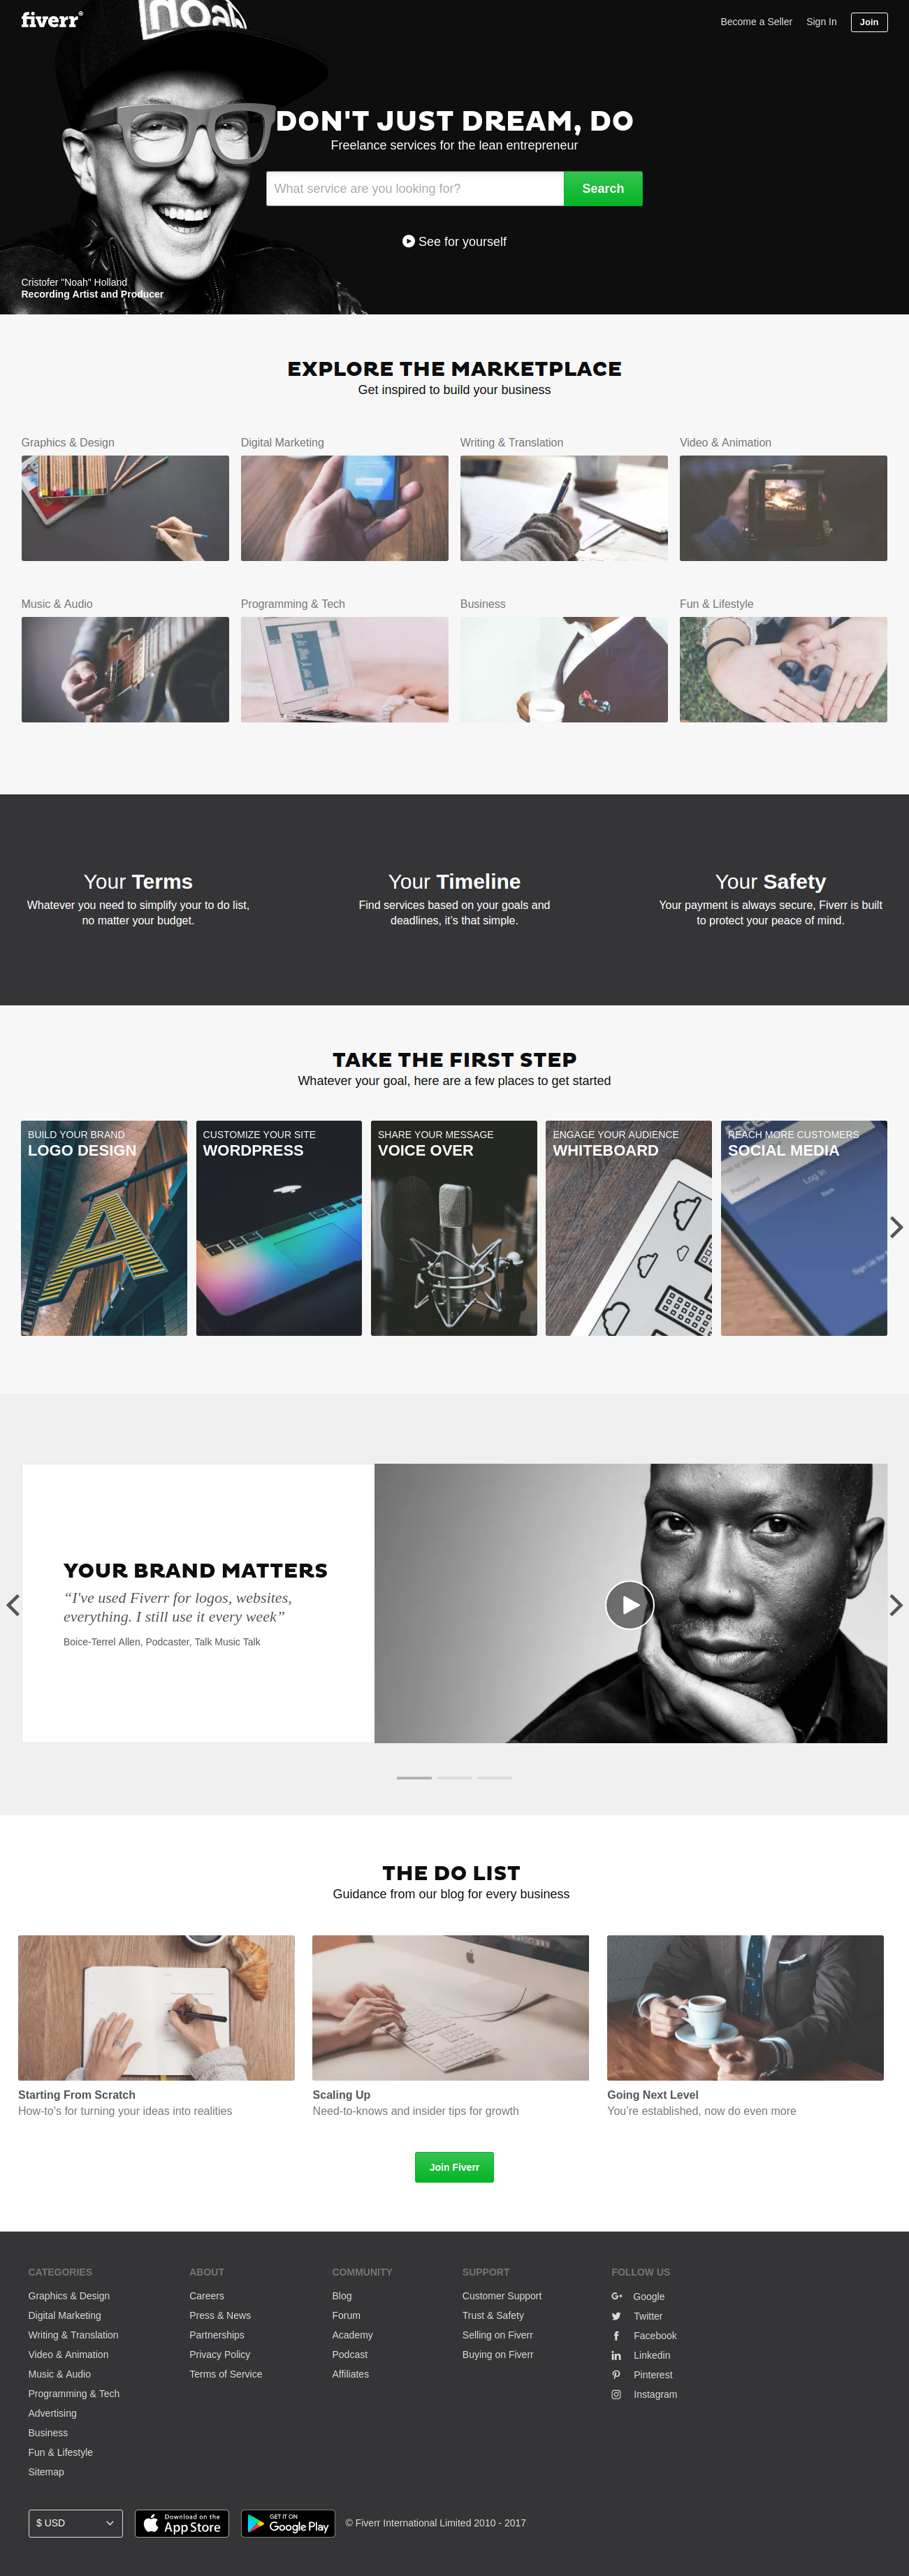 fiverr®
noah
Become a Seller
Sign In
Join
DON'T JUST DREAM, DO
Freelance services for the lean entrepreneur
What service are you looking for?
Search
See for yourself
Cristofer "Noah" Holland
Recording Artist and Producer
EXPLORE THE MARKETPLACE
Get inspired to build your business
Graphics & Design
Digital Marketing
Writing & Translation
Video & Animation
Music & Audio
Programming & Tech
Business
Fun & Lifestyle
Your Terms
Whatever you need to simplify your to do list,
no matter your budget.
Your Timeline
Find services based on your goals and
deadlines, it's that simple.
Your Safety
Your payment is always secure, Fiverr is built
to protect your peace of mind.
TAKE THE FIRST STEP
Whatever your goal, here are a few places to get started
BUILD YOUR BRAND
LOGO DESIGN
A
CUSTOMIZE YOUR SITE
WORDPRESS
SHARE YOUR MESSAGE
VOICE OVER
ENGAGE YOUR AUDIENCE
WHITEBOARD
REACH MORE CUSTOMERS
SOCIAL MEDIA
Password
Log In
Back
YOUR BRAND MATTERS
“I've used Fiverr for logos, websites,
everything. I still use it every week”
Boice-Terrel Allen, Podcaster, Talk Music Talk
THE DO LIST
Guidance from our blog for every business
Starting From Scratch
How-to’s for turning your ideas into realities
Scaling Up
Need-to-knows and insider tips for growth
Going Next Level
You’re established, now do even more
Join Fiverr
CATEGORIES
Graphics & Design
Digital Marketing
Writing & Translation
Video & Animation
Music & Audio
Programming & Tech
Advertising
Business
Fun & Lifestyle
Sitemap
ABOUT
Careers
Press & News
Partnerships
Privacy Policy
Terms of Service
COMMUNITY
Blog
Forum
Academy
Podcast
Affiliates
SUPPORT
Customer Support
Trust & Safety
Selling on Fiverr
Buying on Fiverr
FOLLOW US
Google
Twitter
Facebook
Linkedin
Pinterest
Instagram
$ USD
Download on the
App Store
GET IT ON
Google Play
© Fiverr International Limited 2010 - 2017